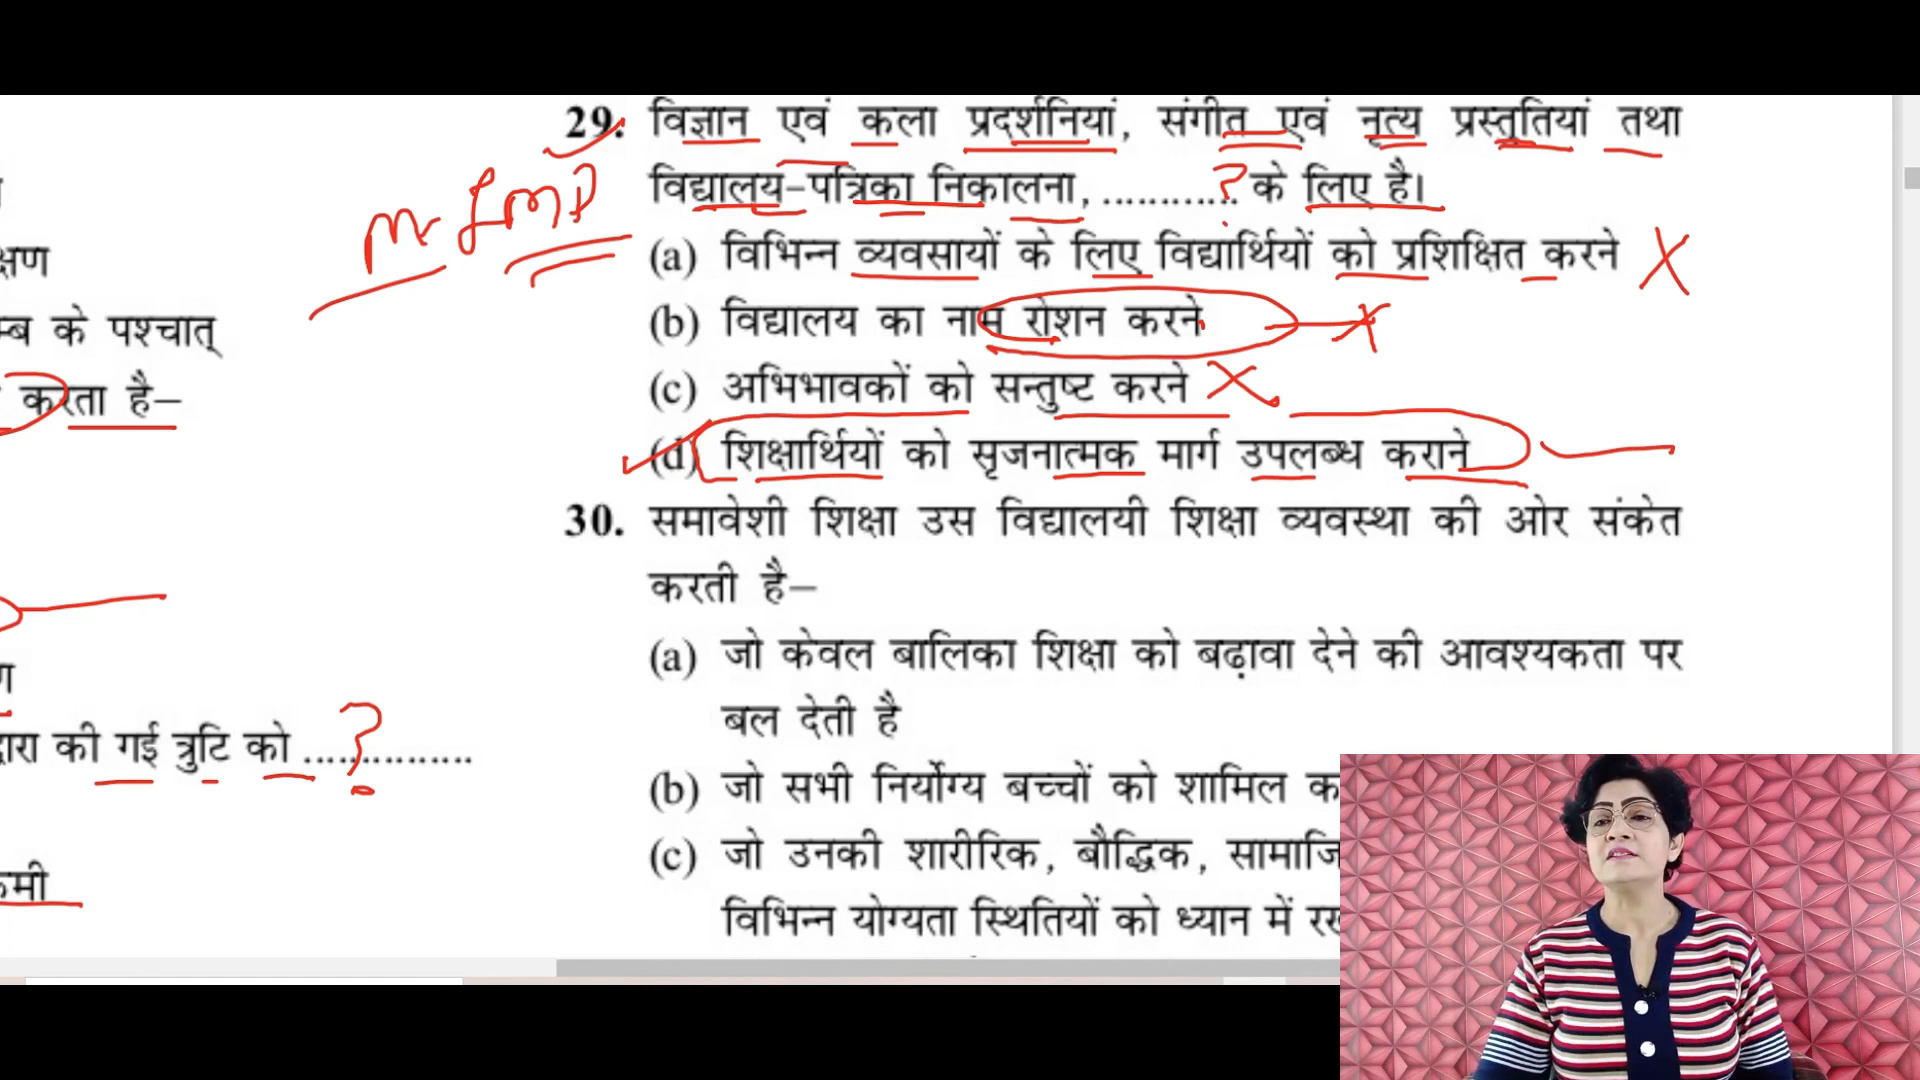 क्षण
म्ब के पश्चात्
करता है–
ण
द्वारा की गई त्रुटि को ...............
?
कमी
M. IMP
29. विज्ञान एवं कला प्रदर्शनियां, संगीत एवं नृत्य प्रस्तुतियां तथा
विद्यालय-पत्रिका निकालना, ............ ? के लिए है।
(a) विभिन्न व्यवसायों के लिए विद्यार्थियों को प्रशिक्षित करने
(b) विद्यालय का नाम रोशन करने
(c) अभिभावकों को सन्तुष्ट करने
(d) शिक्षार्थियों को सृजनात्मक मार्ग उपलब्ध कराने
30. समावेशी शिक्षा उस विद्यालयी शिक्षा व्यवस्था की ओर संकेत
करती है–
(a) जो केवल बालिका शिक्षा को बढ़ावा देने की आवश्यकता पर
बल देती है
(b) जो सभी निर्योग्य बच्चों को शामिल क
(c) जो उनकी शारीरिक, बौद्धिक, सामाजि
विभिन्न योग्यता स्थितियों को ध्यान में रख